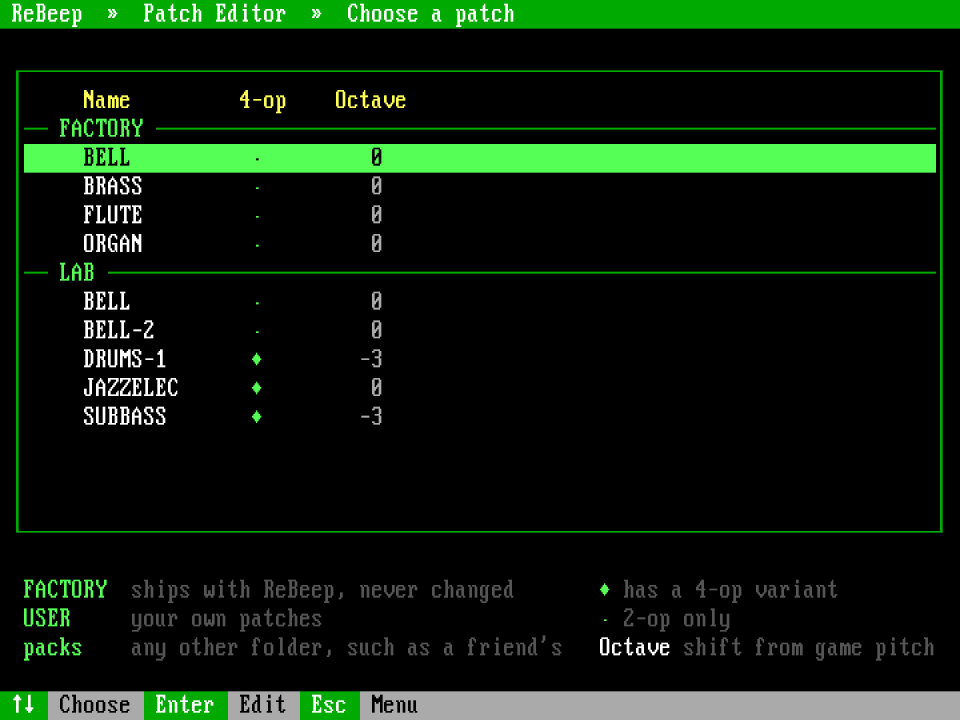 ReBeep » Patch Editor » Choose a patch
Name 4-op Octave
FACTORY
BELL · 0
BRASS · 0
FLUTE · 0
ORGAN · 0
LAB
BELL · 0
BELL-2 · 0
DRUMS-1 ♦ -3
JAZZELEC ♦ 0
SUBBASS ♦ -3
FACTORY ships with ReBeep, never changed ♦ has a 4-op variant
USER your own patches · 2-op only
packs any other folder, such as a friend's Octave shift from game pitch
↑↓ Choose Enter Edit Esc Menu